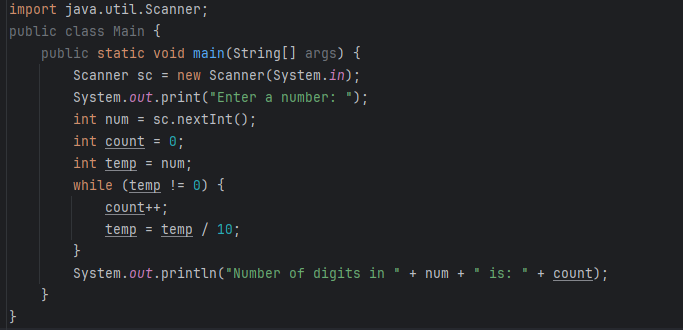 import java.util.Scanner;
public class Main {
    public static void main(String[] args) {
        Scanner sc = new Scanner(System.in);
        System.out.print("Enter a number: ");
        int num = sc.nextInt();
        int count = 0;
        int temp = num;
        while (temp != 0) {
            count++;
            temp = temp / 10;
        }
        System.out.println("Number of digits in " + num + " is: " + count);
    }
}